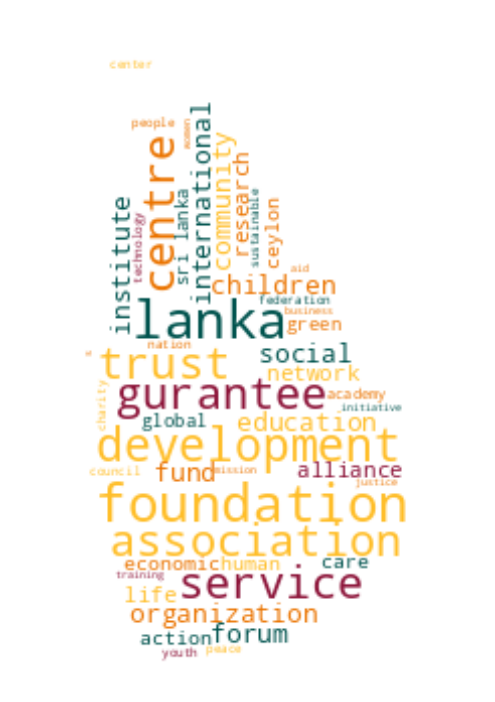 center
people
women
international
centre
community
research
institute
technology
sri lanka
sustainable
ceylon
aid
children
federation
lanka
business
green
nation
trust
social
network
gurantee
academy
charity
initiative
global
education
development
council
fund
mission
alliance
justice
foundation
association
economic
human
care
training
service
life
organization
action
forum
youth
peace